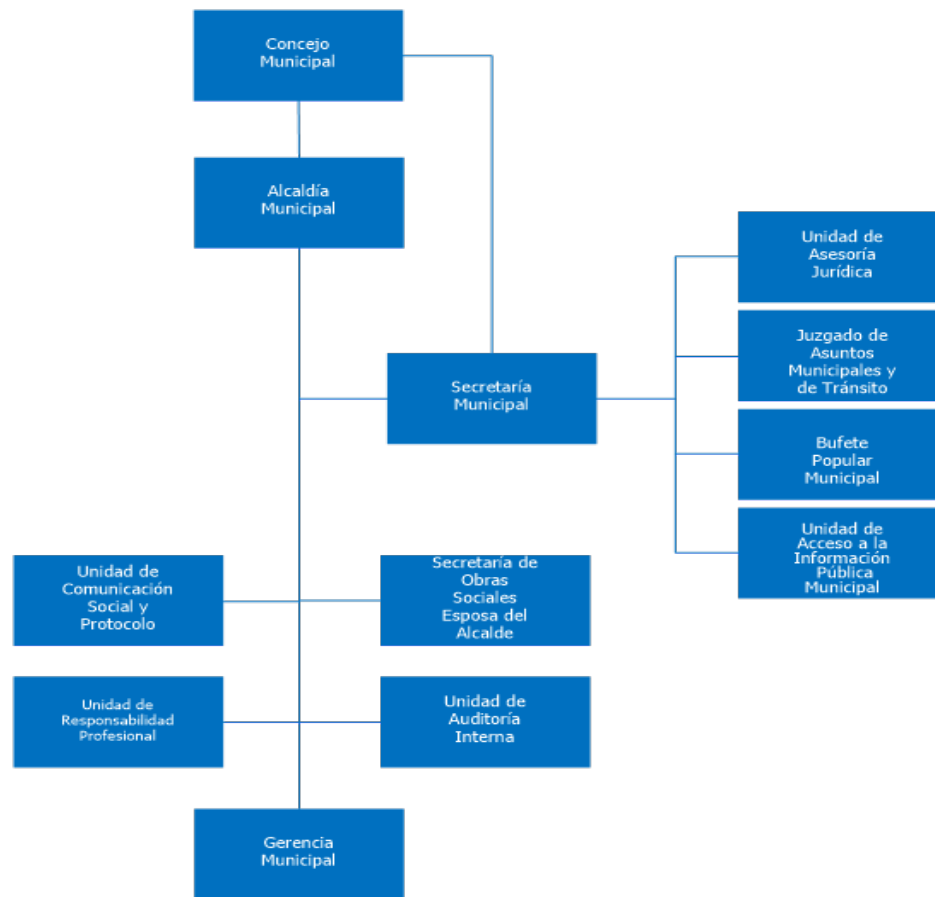 Concejo
Municipal
Alcaldía
Municipal
Unidad de
Asesoría
Jurídica
Juzgado de
Asuntos
Municipales y
de Tránsito
Secretaría
Municipal
Bufete
Popular
Municipal
Unidad de
Acceso a la
Información
Pública
Municipal
Unidad de
Comunicación
Social y
Protocolo
Secretaría de
Obras
Sociales
Esposa del
Alcalde
Unidad de
Responsabilidad
Profesional
Unidad de
Auditoría
Interna
Gerencia
Municipal